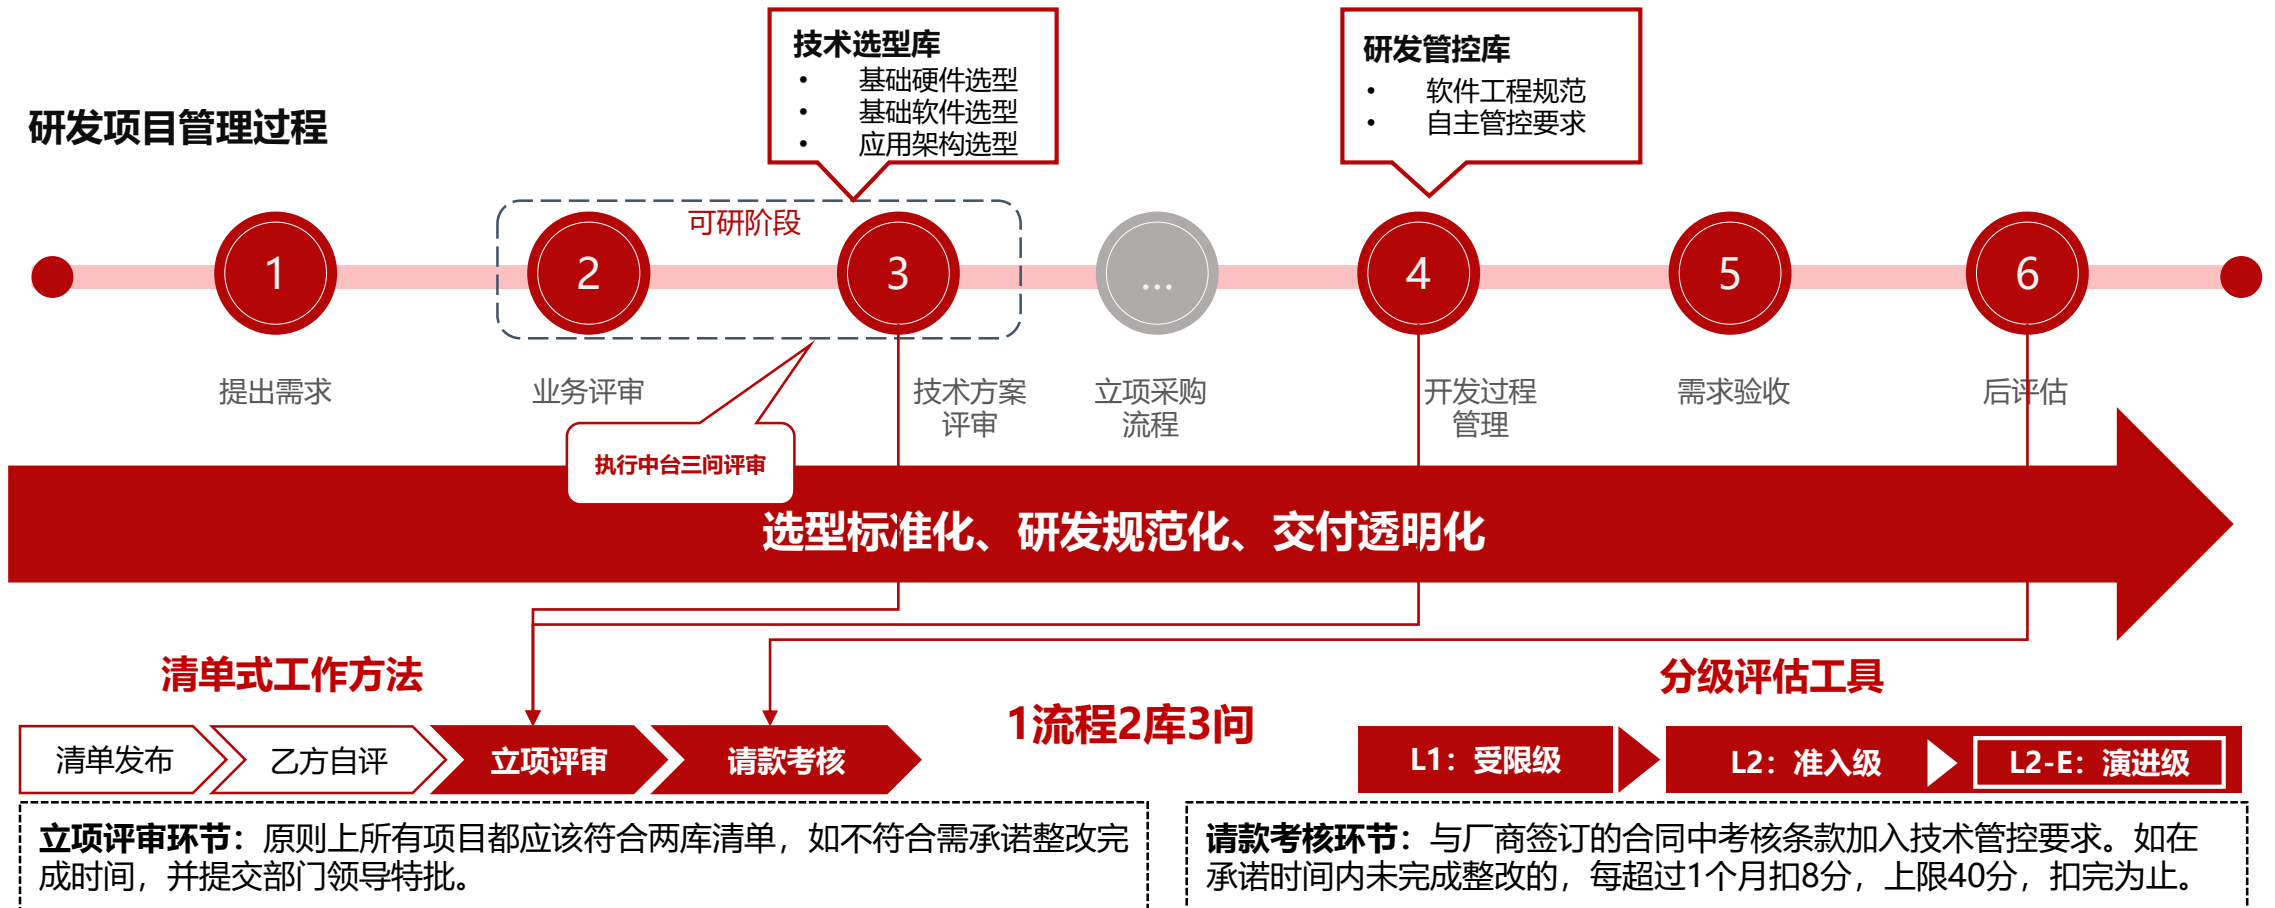 技术选型库
• 基础硬件选型
• 基础软件选型
• 应用架构选型
研发管控库
• 软件工程规范
• 自主管控要求
研发项目管理过程
可研阶段
1
2
3
...
4
5
6
提出需求
业务评审
技术方案
评审
立项采购
流程
开发过程
管理
需求验收
后评估
执行中台三问评审
选型标准化、研发规范化、交付透明化
清单式工作方法
1流程2库3问
分级评估工具
清单发布
乙方自评
立项评审
请款考核
L1：受限级
L2：准入级
L2-E：演进级
立项评审环节：原则上所有项目都应该符合两库清单，如不符合需承诺整改完
成时间，并提交部门领导特批。
请款考核环节：与厂商签订的合同中考核条款加入技术管控要求。如在
承诺时间内未完成整改的，每超过1个月扣8分，上限40分，扣完为止。